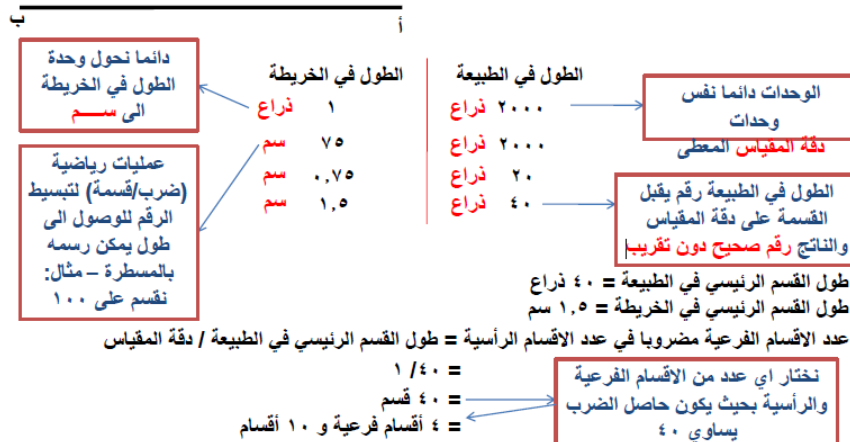 ب
أ
دائما نحول وحدة
الطول في الخريطة
الى ســـم
الطول في الخريطة
الطول في الطبيعة
١ ذراع
٢٠٠٠ ذراع
٧٥ سم
٢٠٠٠ ذراع
٠,٧٥ سم
٢٠ ذراع
١,٥ سم
٤٠ ذراع
الوحدات دائما نفس
وحدات
دقة المقياس المعطى
عمليات رياضية
(ضرب/قسمة) لتبسيط
الرقم للوصول الى
طول يمكن رسمه
بالمسطرة – مثال:
نقسم على ١٠٠
الطول في الطبيعة رقم يقبل
القسمة على دقة المقياس
والناتج رقم صحيح دون تقريب
طول القسم الرئيسي في الطبيعة = ٤٠ ذراع
طول القسم الرئيسي في الخريطة = ١,٥ سم
عدد الاقسام الفرعية مضروبا في عدد الاقسام الرأسية = طول القسم الرئيسي في الطبيعة / دقة المقياس
= ٤٠/ ١
= ٤٠ قسم
= ٤ أقسام فرعية و ١٠ أقسام
نختار اي عدد من الاقسام الفرعية
والرأسية بحيث يكون حاصل الضرب
يساوي ٤٠